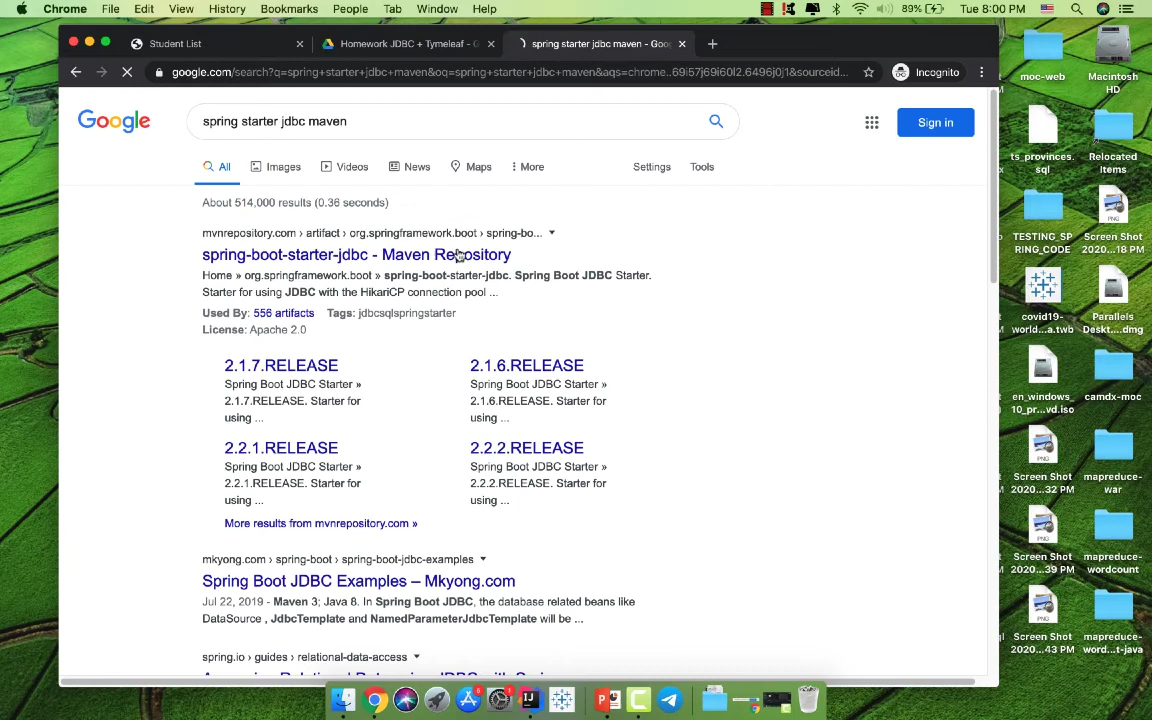 Chrome File Edit View History Bookmarks People Tab Window Help 89% Tue 8:00 PM
Student List
Homework JDBC + Tymeleaf - G
spring starter jdbc maven - Goo
google.com/search?q=spring+starter+jdbc+maven&oq=spring+starter+jdbc+maven&aqs=chrome..69i57j69i60l2.6496j0j1&sourceid...
Incognito
Google
spring starter jdbc maven
Sign in
All Images Videos News Maps More Settings Tools
About 514,000 results (0.36 seconds)
mvnrepository.com › artifact › org.springframework.boot › spring-bo...
spring-boot-starter-jdbc - Maven Repository
Home » org.springframework.boot » spring-boot-starter-jdbc. Spring Boot JDBC Starter.
Starter for using JDBC with the HikariCP connection pool ...
Used By: 556 artifacts Tags: jdbcsqlspringstarter
License: Apache 2.0
2.1.7.RELEASE
Spring Boot JDBC Starter »
2.1.7.RELEASE. Starter for
using ...
2.1.6.RELEASE
Spring Boot JDBC Starter »
2.1.6.RELEASE. Starter for
using ...
2.2.1.RELEASE
Spring Boot JDBC Starter »
2.2.1.RELEASE. Starter for
using ...
2.2.2.RELEASE
Spring Boot JDBC Starter »
2.2.2.RELEASE. Starter for
using ...
More results from mvnrepository.com »
mkyong.com › spring-boot › spring-boot-jdbc-examples
Spring Boot JDBC Examples – Mkyong.com
Jul 22, 2019 - Maven 3; Java 8. In Spring Boot JDBC, the database related beans like
DataSource , JdbcTemplate and NamedParameterJdbcTemplate will be ...
spring.io › guides › relational-data-access
moc-web
Macintosh
HD
ts_provinces.
sql
Relocated
Items
TESTING_SP
RING_CODE
Screen Shot
2020...4 PM
covid19-
world...a.twb
Parallels
Deskt....dmg
en_windows_
10_pr...vd.iso
camdx-moc
PNG
Screen Shot
2020...32 PM
mapreduce-
war
PNG
Screen Shot
2020...39 PM
mapreduce-
wordcount
PNG
Screen Shot
2020...43 PM
mapreduce-
word...t-java